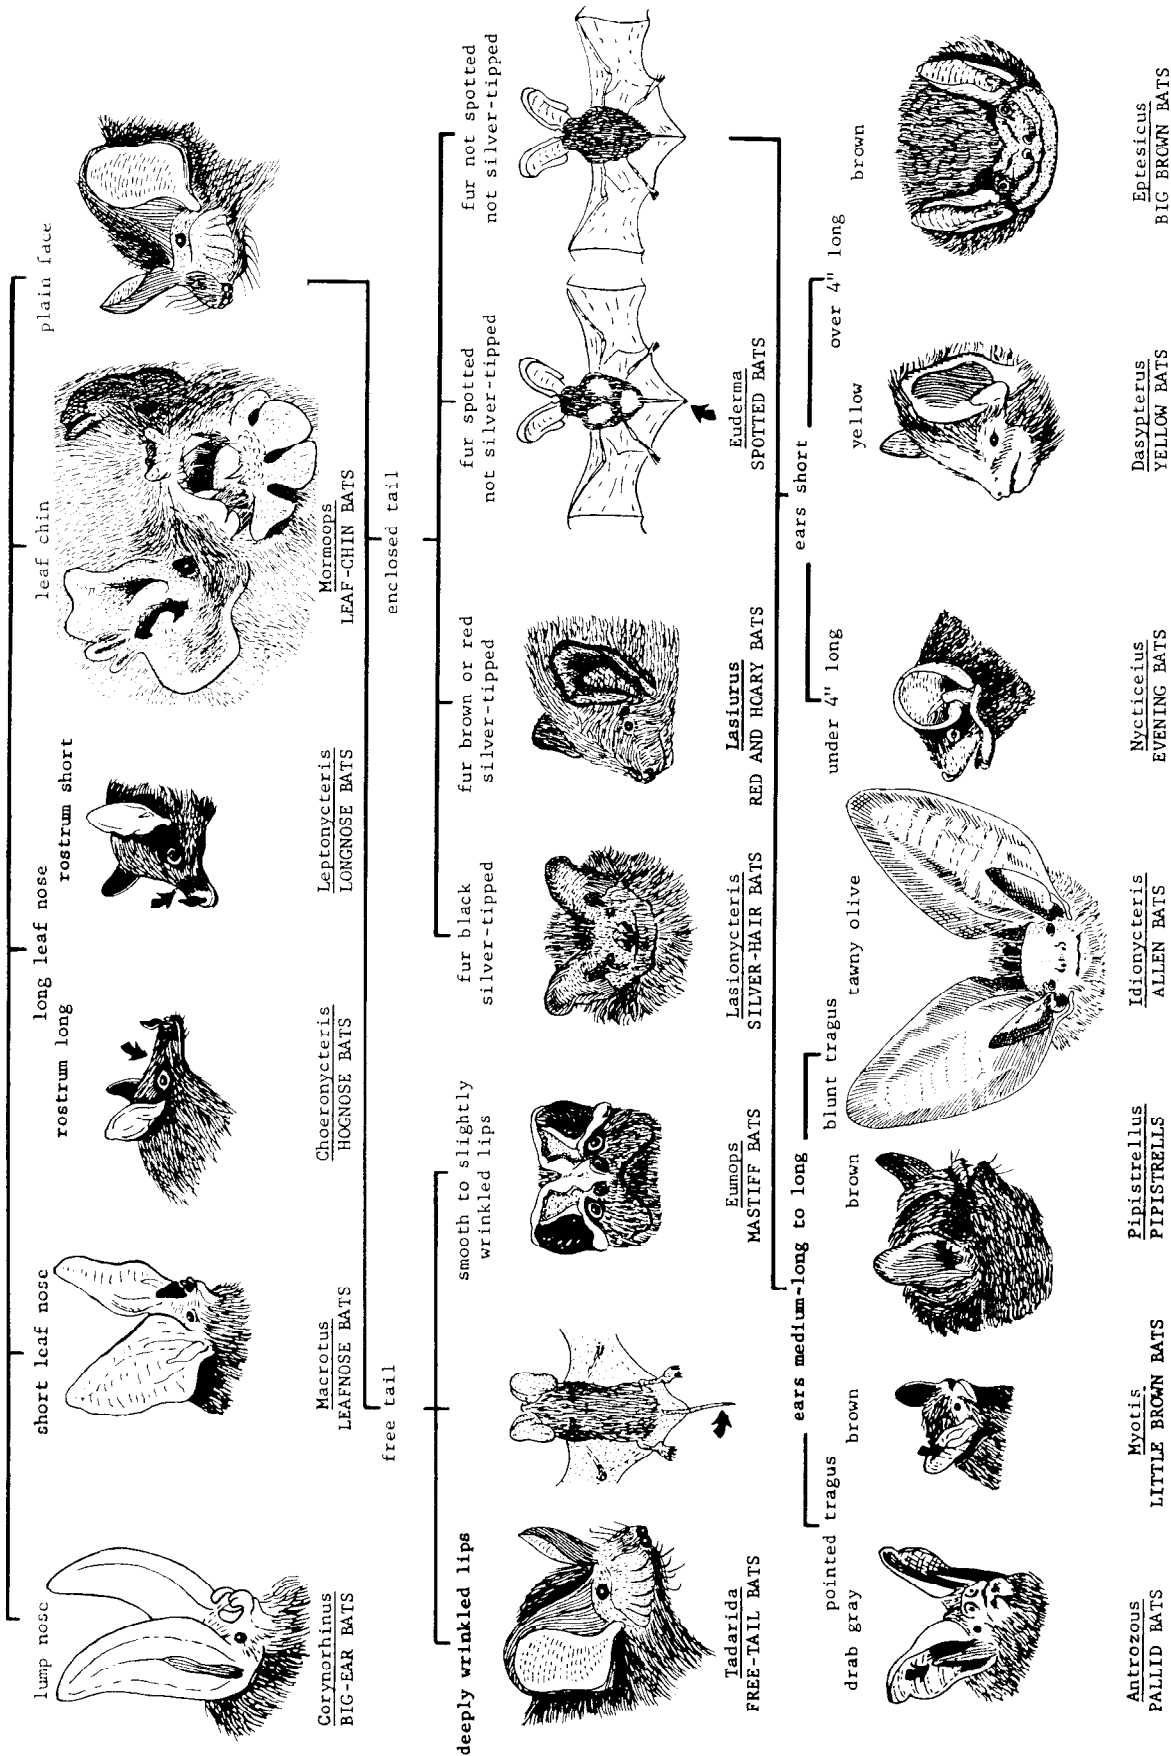 lump nose
short leaf nose
long leaf nose
rostrum long
rostrum short
leaf chin
plain face
Corynorhinus
BIG-EAR BATS
Macrotus
LEAFNOSE BATS
Choeronycteris
HOGNOSE BATS
Leptonycteris
LONGNOSE BATS
Mormoops
LEAF-CHIN BATS
free tail
enclosed tail
deeply wrinkled lips
smooth to slightly
wrinkled lips
fur black
silver-tipped
fur brown or red
silver-tipped
fur spotted
not silver-tipped
fur not spotted
not silver-tipped
Tadarida
FREE-TAIL BATS
Eumops
MASTIFF BATS
Lasionycteris
SILVER-HAIR BATS
Lasiurus
RED AND HOARY BATS
Euderma
SPOTTED BATS
ears medium-long to long
ears short
pointed tragus
blunt tragus
under 4" long
over 4" long
drab gray
brown
brown
tawny olive
yellow
brown
Antrozous
PALLID BATS
Myotis
LITTLE BROWN BATS
Pipistrellus
PIPISTRELLS
Idionycteris
ALLEN BATS
Nycticeius
EVENING BATS
Dasypterus
YELLOW BATS
Eptesicus
BIG BROWN BATS